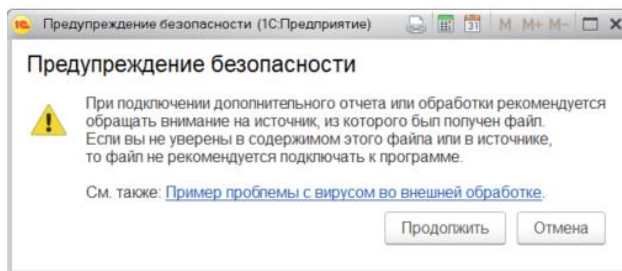 1С Предупреждение безопасности (1С:Предприятие) 31 M M+ M-
Предупреждение безопасности
При подключении дополнительного отчета или обработки рекомендуется
обращать внимание на источник, из которого был получен файл.
Если вы не уверены в содержимом этого файла или в источнике,
то файл не рекомендуется подключать к программе.
См. также: Пример проблемы с вирусом во внешней обработке.
Продолжить Отмена